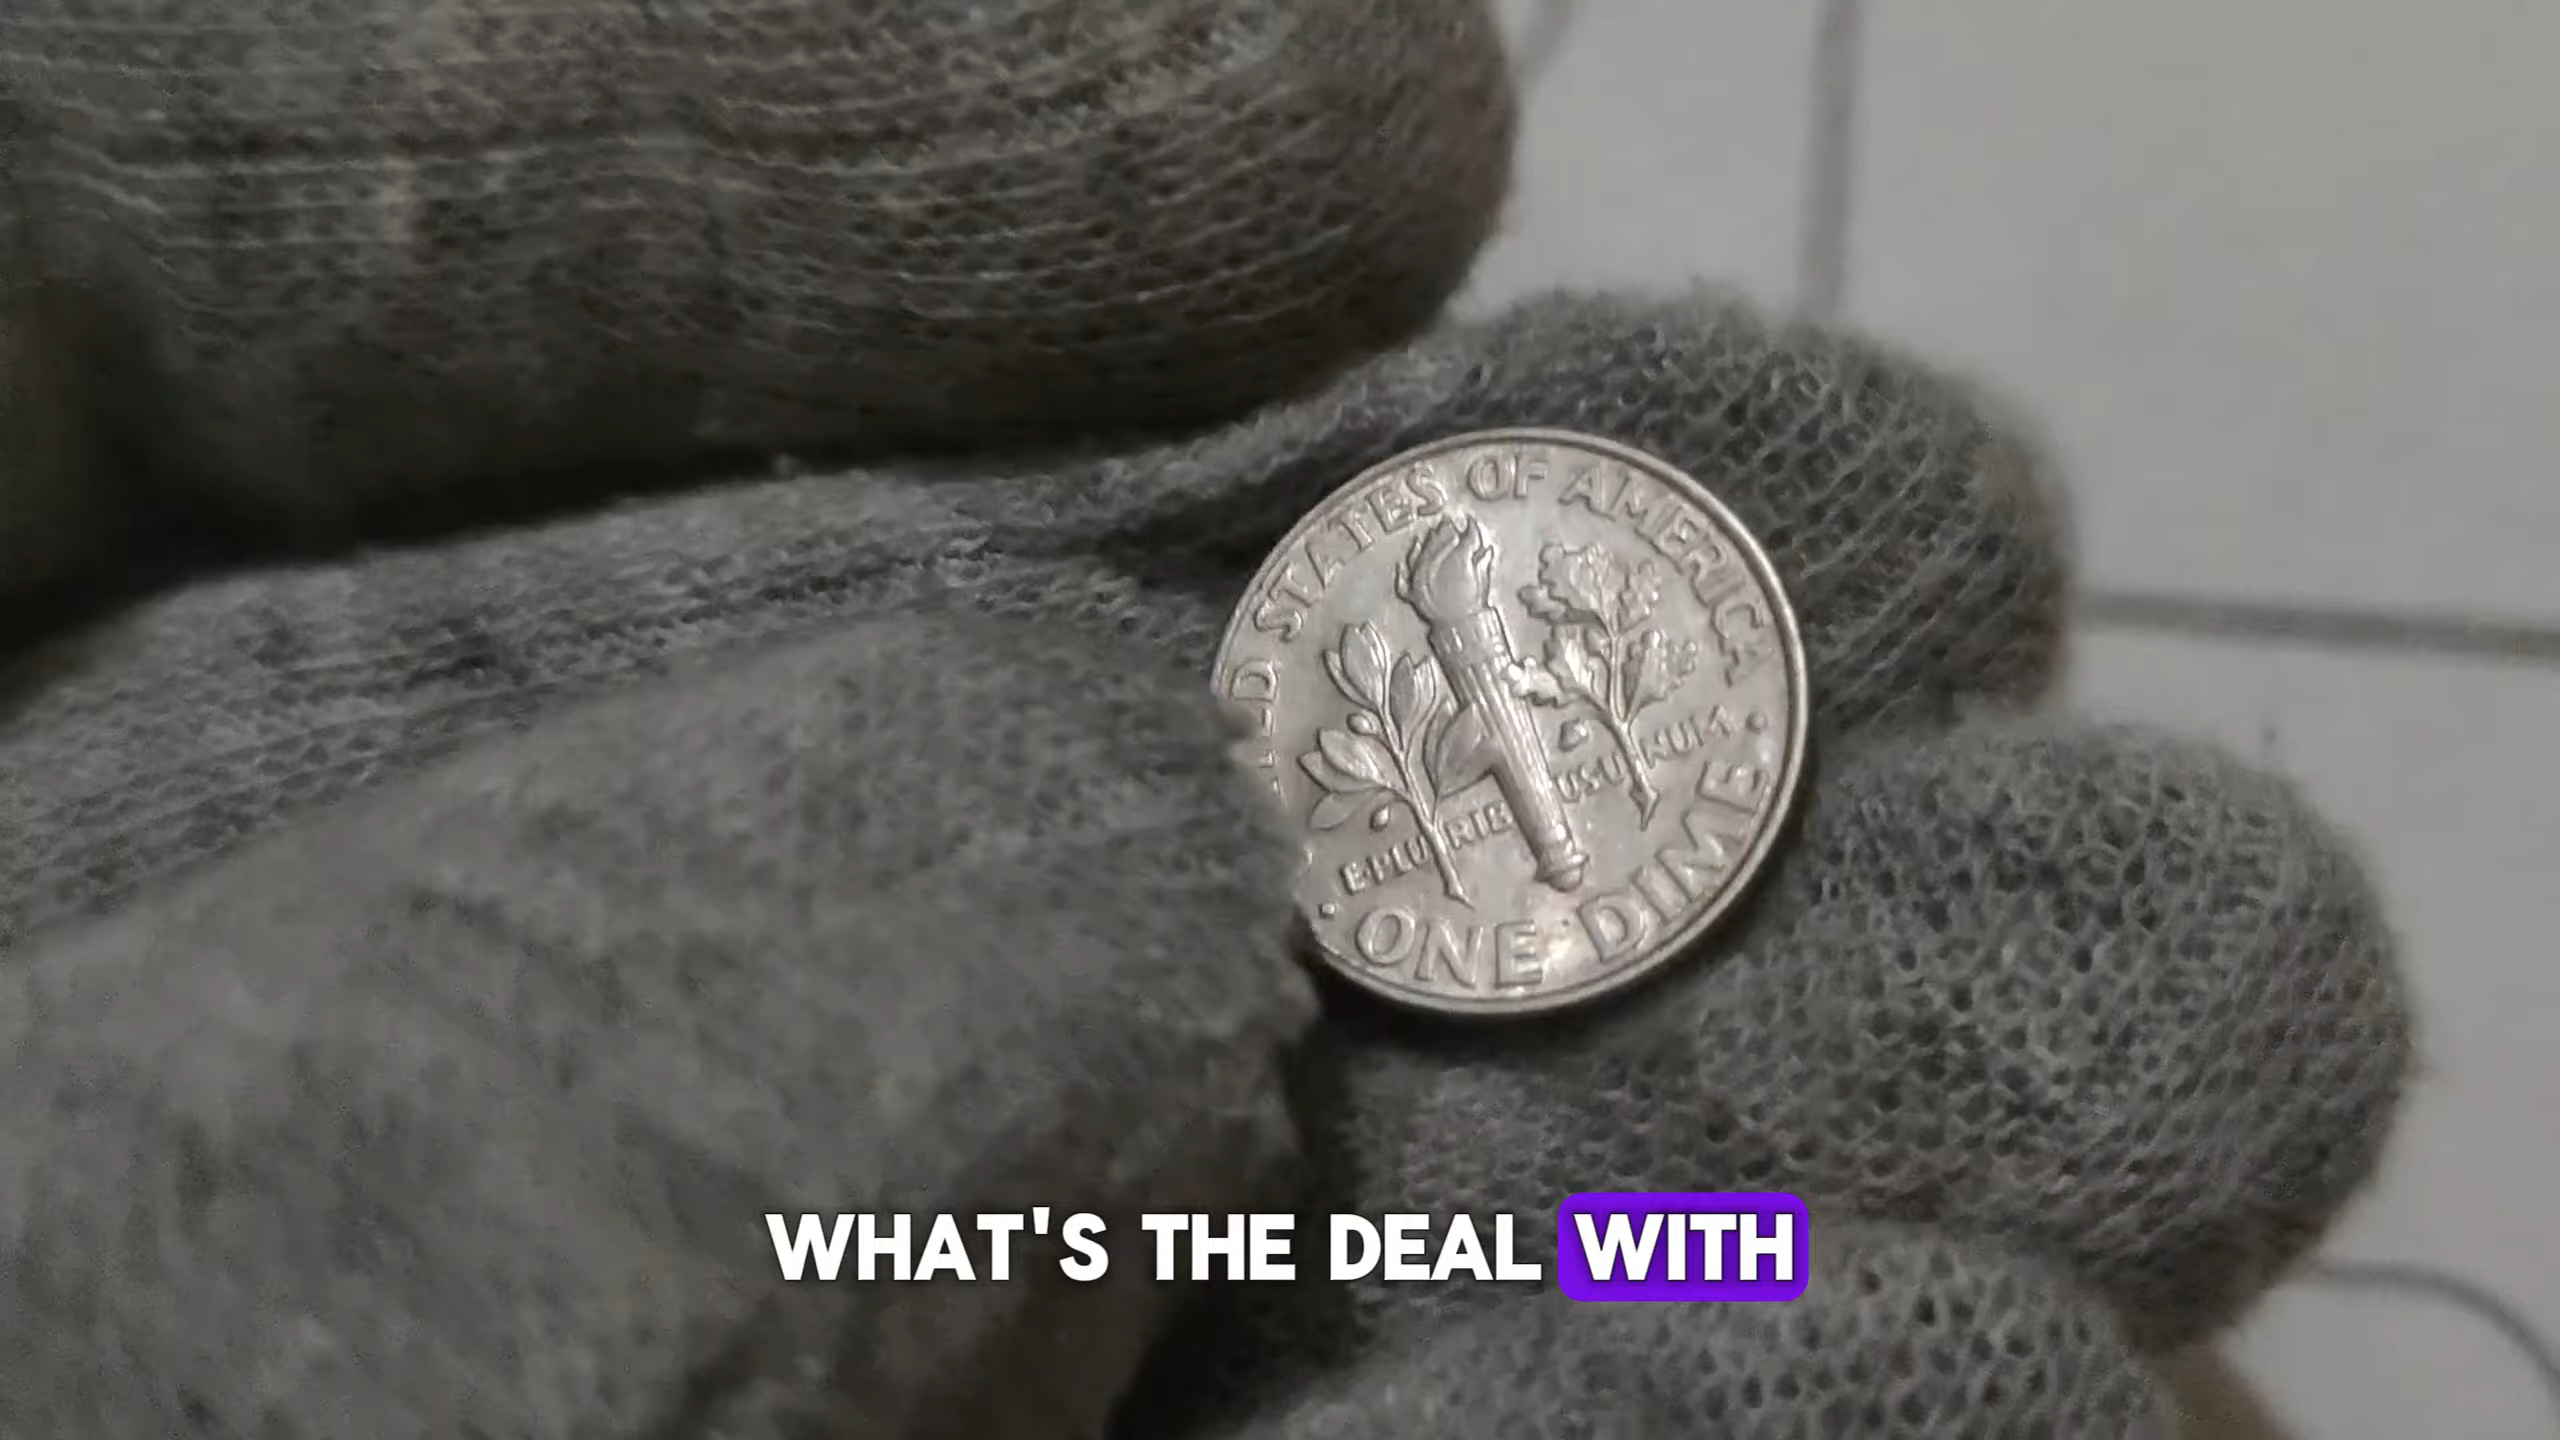 STATES OF AMERICA
E·PLURIBUS UNUM·
·ONE DIME·
WHAT'S THE DEAL WITH